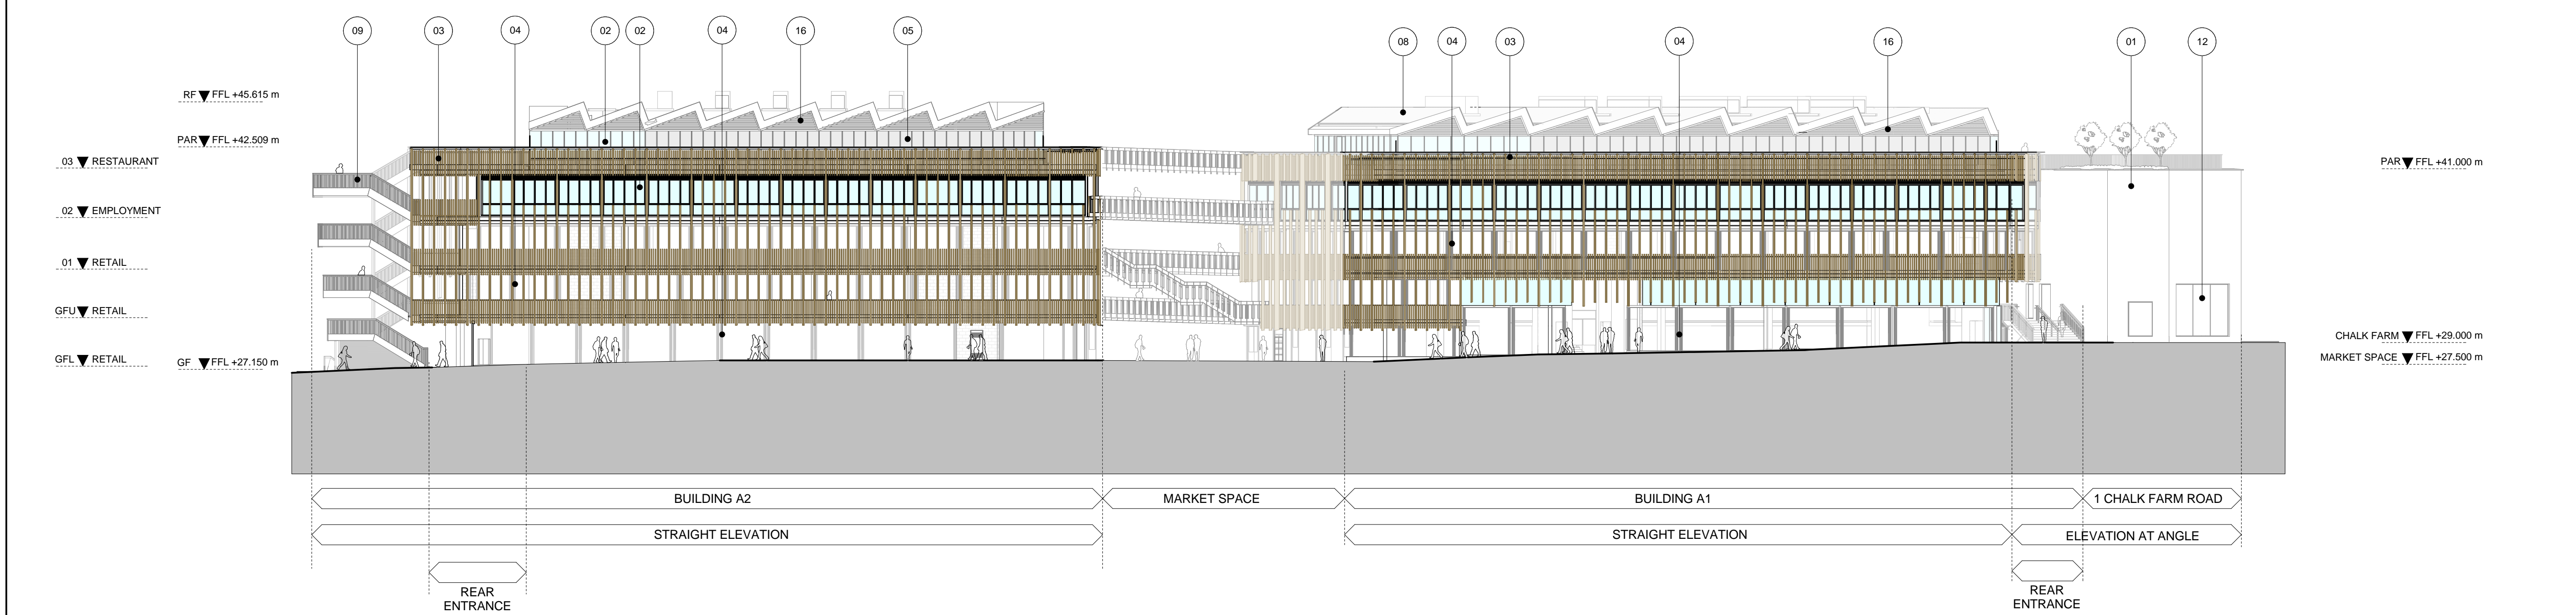 09 03 04 02 02 04 16 05
08 04 03 04 16 01 12
RF FFL +45.615 m
PAR FFL +42.509 m
03 RESTAURANT
PAR FFL +41.000 m
02 EMPLOYMENT
01 RETAIL
GFU RETAIL
CHALK FARM FFL +29.000 m
GFL RETAIL
GF FFL +27.150 m
MARKET SPACE FFL +27.500 m
BUILDING A2
MARKET SPACE
BUILDING A1
1 CHALK FARM ROAD
STRAIGHT ELEVATION
STRAIGHT ELEVATION
ELEVATION AT ANGLE
REAR
ENTRANCE
REAR
ENTRANCE